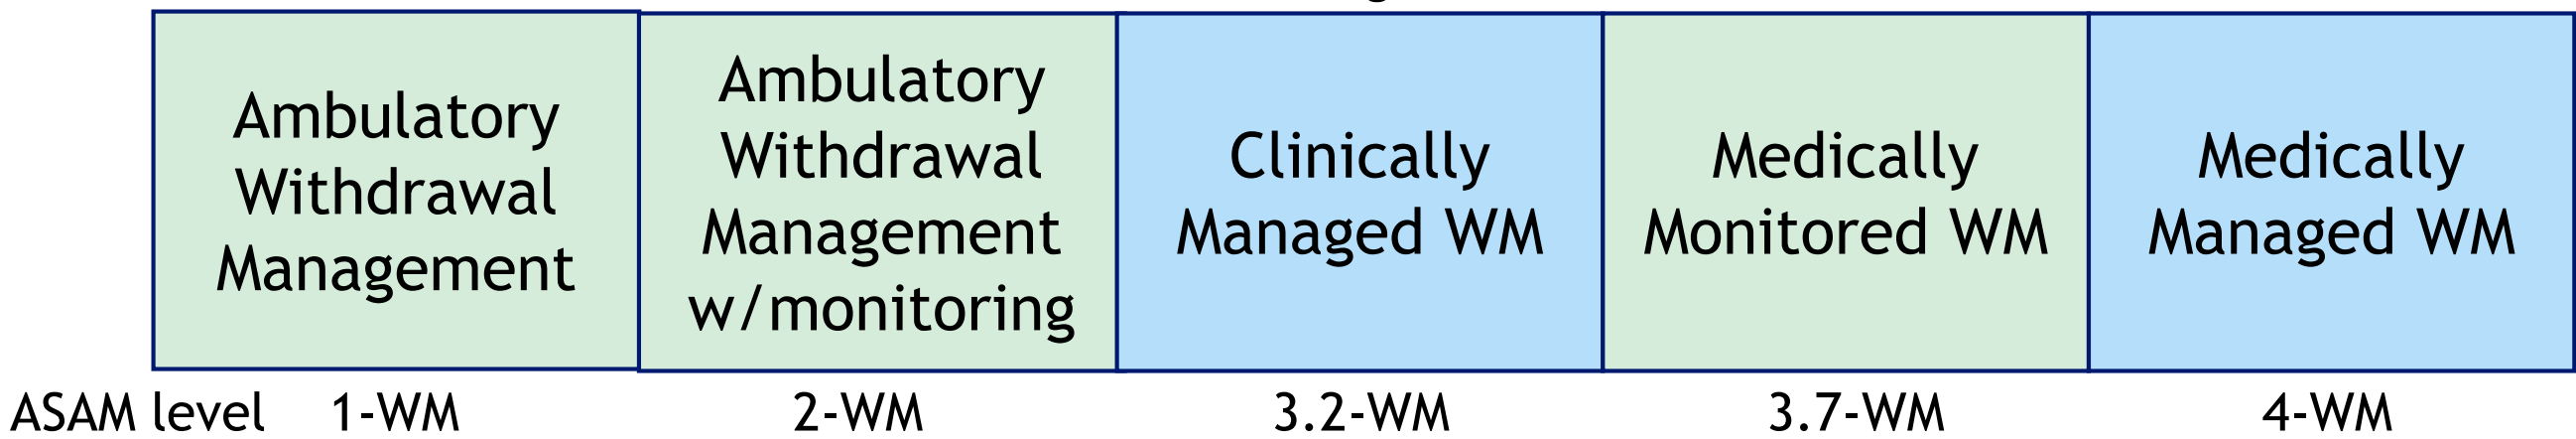 Ambulatory
Withdrawal
Management
Ambulatory
Withdrawal
Management
w/monitoring
Clinically
Managed WM
Medically
Monitored WM
Medically
Managed WM
ASAM level 1-WM 2-WM 3.2-WM 3.7-WM 4-WM